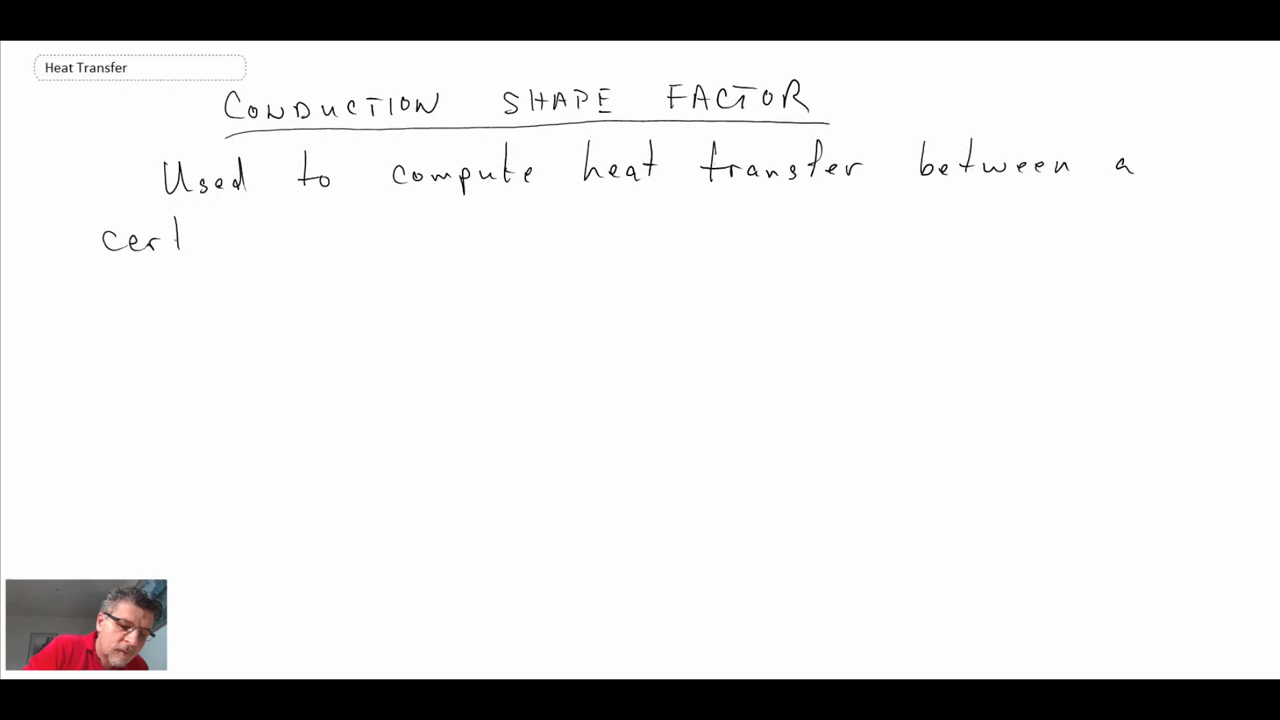 Heat Transfer
CONDUCTION SHAPE FACTOR
Used to compute heat transfer between a
cert